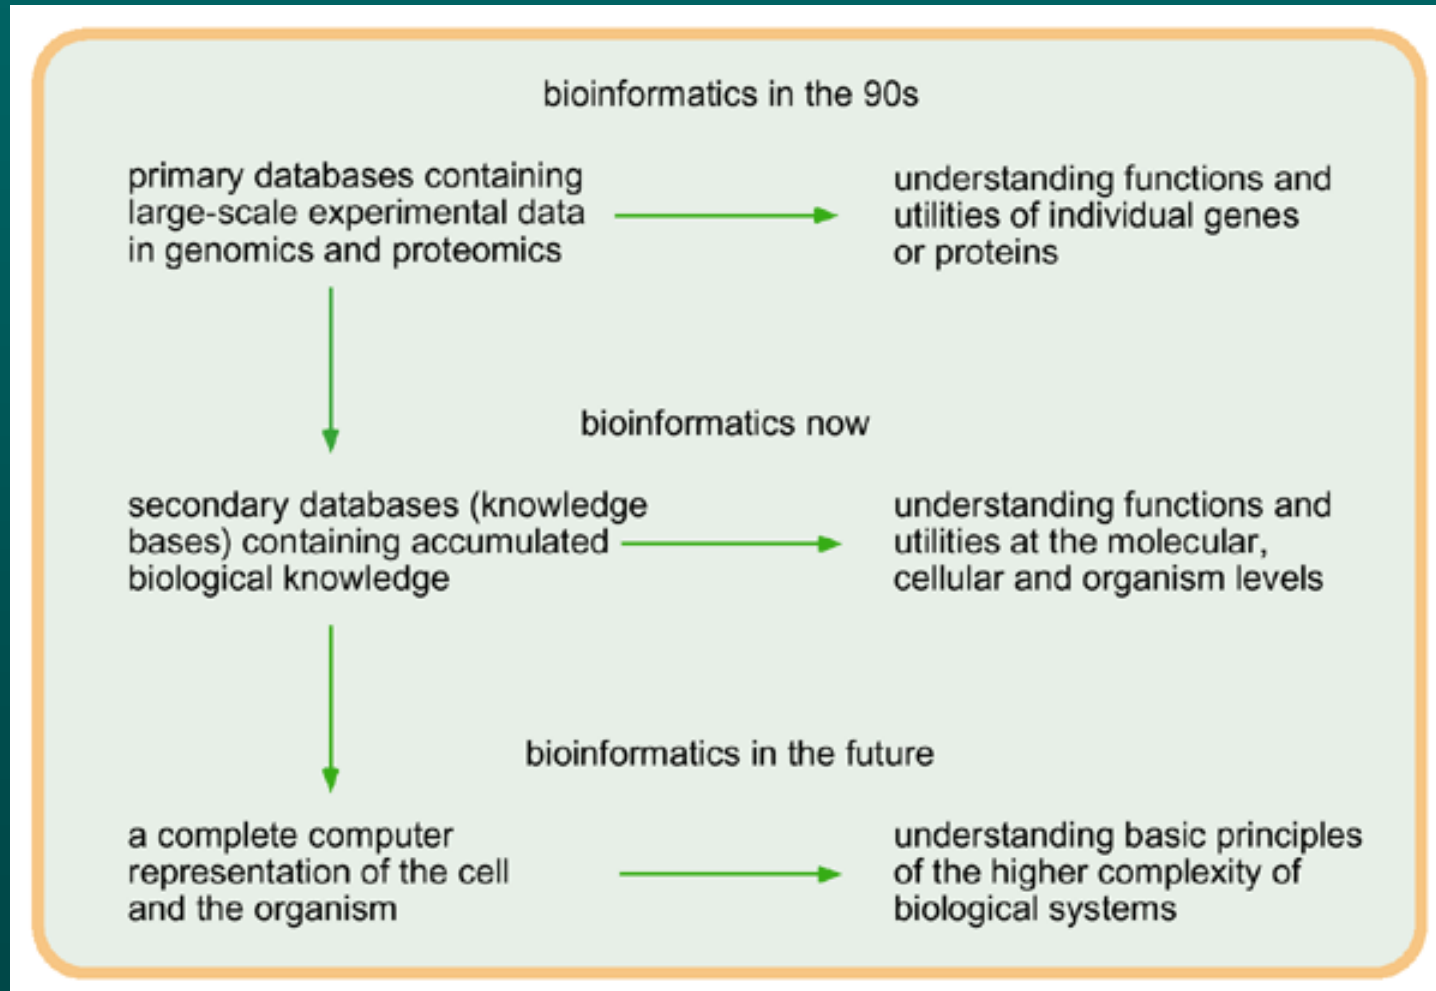 bioinformatics in the 90s
primary databases containing
large-scale experimental data
in genomics and proteomics
understanding functions and
utilities of individual genes
or proteins
bioinformatics now
secondary databases (knowledge
bases) containing accumulated
biological knowledge
understanding functions and
utilities at the molecular,
cellular and organism levels
bioinformatics in the future
a complete computer
representation of the cell
and the organism
understanding basic principles
of the higher complexity of
biological systems